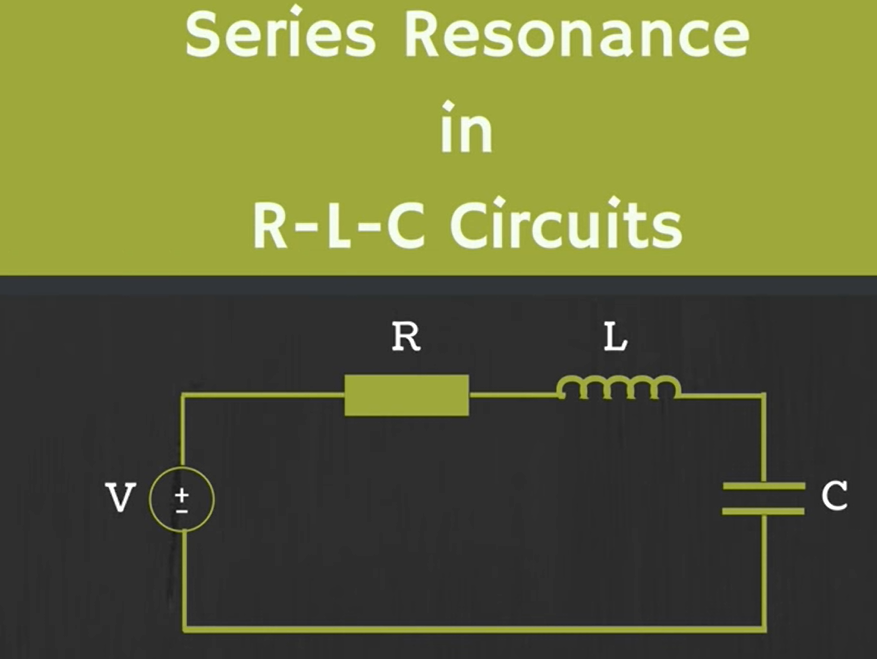 Series Resonance
in
R-L-C Circuits
R
L
V
+
-
C